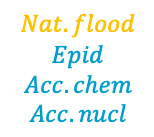 Nat. flood
Epid
Acc. chem
Acc. nucl